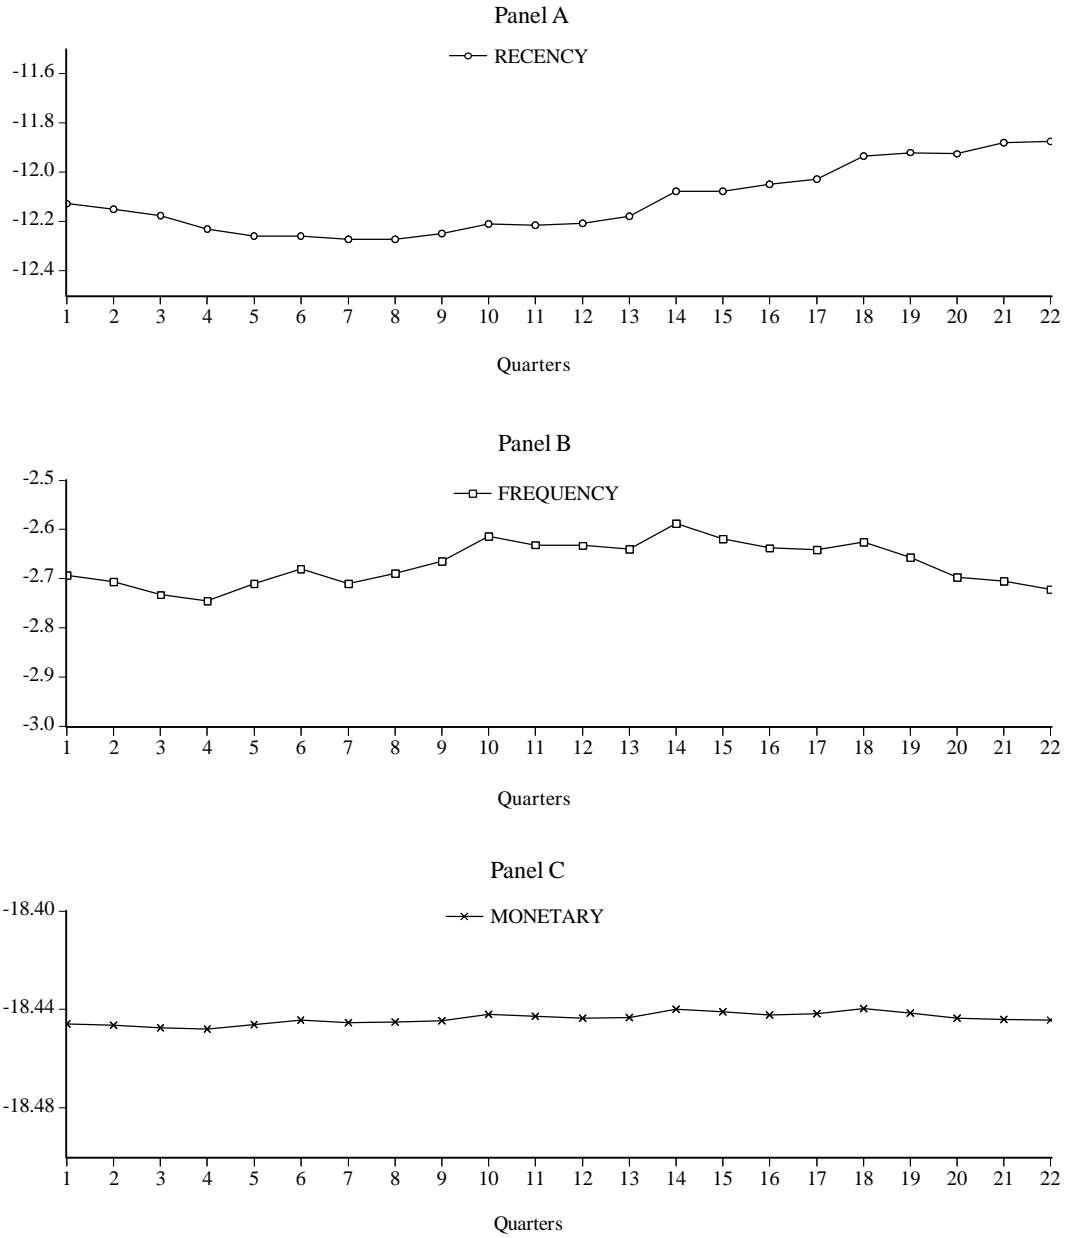 Panel A
RECENCY
-11.6
-11.8
-12.0
-12.2
-12.4
1 2 3 4 5 6 7 8 9 10 11 12 13 14 15 16 17 18 19 20 21 22
Quarters
Panel B
-2.5
FREQUENCY
-2.6
-2.7
-2.8
-2.9
-3.0
1 2 3 4 5 6 7 8 9 10 11 12 13 14 15 16 17 18 19 20 21 22
Quarters
Panel C
-18.40
MONETARY
-18.44
-18.48
1 2 3 4 5 6 7 8 9 10 11 12 13 14 15 16 17 18 19 20 21 22
Quarters